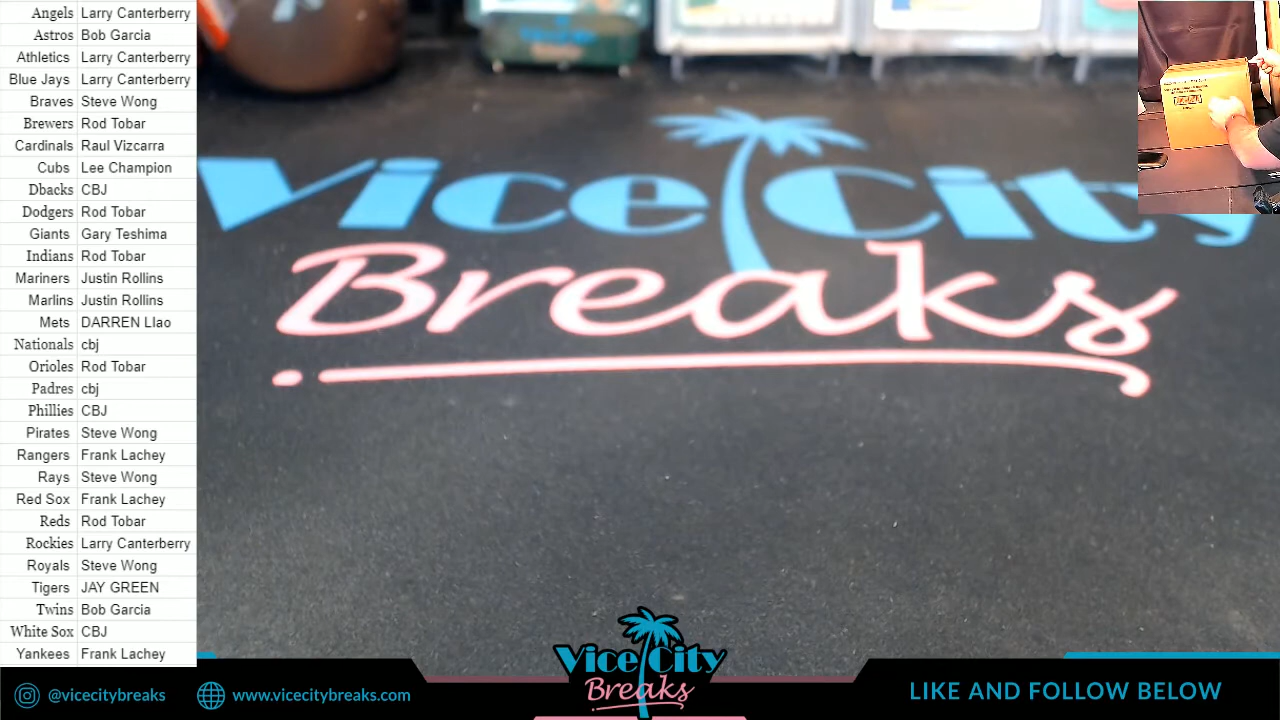 Angels Larry Canterberry
Astros Bob Garcia
Athletics Larry Canterberry
Blue Jays Larry Canterberry
Braves Steve Wong
Brewers Rod Tobar
Cardinals Raul Vizcarra
Cubs Lee Champion
Dbacks CBJ
Dodgers Rod Tobar
Giants Gary Teshima
Indians Rod Tobar
Mariners Justin Rollins
Marlins Justin Rollins
Mets DARREN LIao
Nationals cbj
Orioles Rod Tobar
Padres cbj
Phillies CBJ
Pirates Steve Wong
Rangers Frank Lachey
Rays Steve Wong
Red Sox Frank Lachey
Reds Rod Tobar
Rockies Larry Canterberry
Royals Steve Wong
Tigers JAY GREEN
Twins Bob Garcia
White Sox CBJ
Yankees Frank Lachey
Vice City
Breaks
Vice City
Breaks
@vicecitybreaks
www.vicecitybreaks.com
LIKE AND FOLLOW BELOW